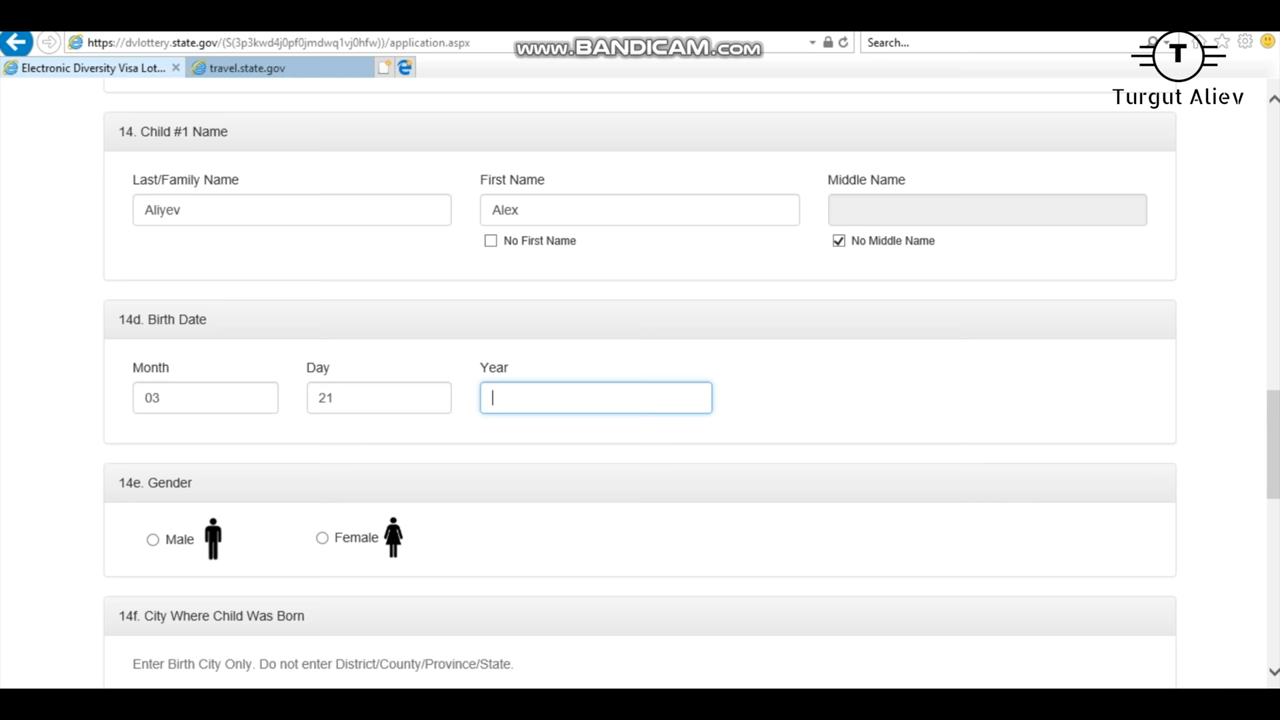 https://dvlottery.state.gov/(S(3p3kwd4j0pf0jmdwq1vj0hfw))/application.aspx
www.BANDICAM.com
Search...
Electronic Diversity Visa Lot...
travel.state.gov
T
Turgut Aliev
14. Child #1 Name
Last/Family Name
First Name
Middle Name
Aliyev
Alex
No First Name
No Middle Name
14d. Birth Date
Month
Day
Year
03
21
14e. Gender
Male
Female
14f. City Where Child Was Born
Enter Birth City Only. Do not enter District/County/Province/State.